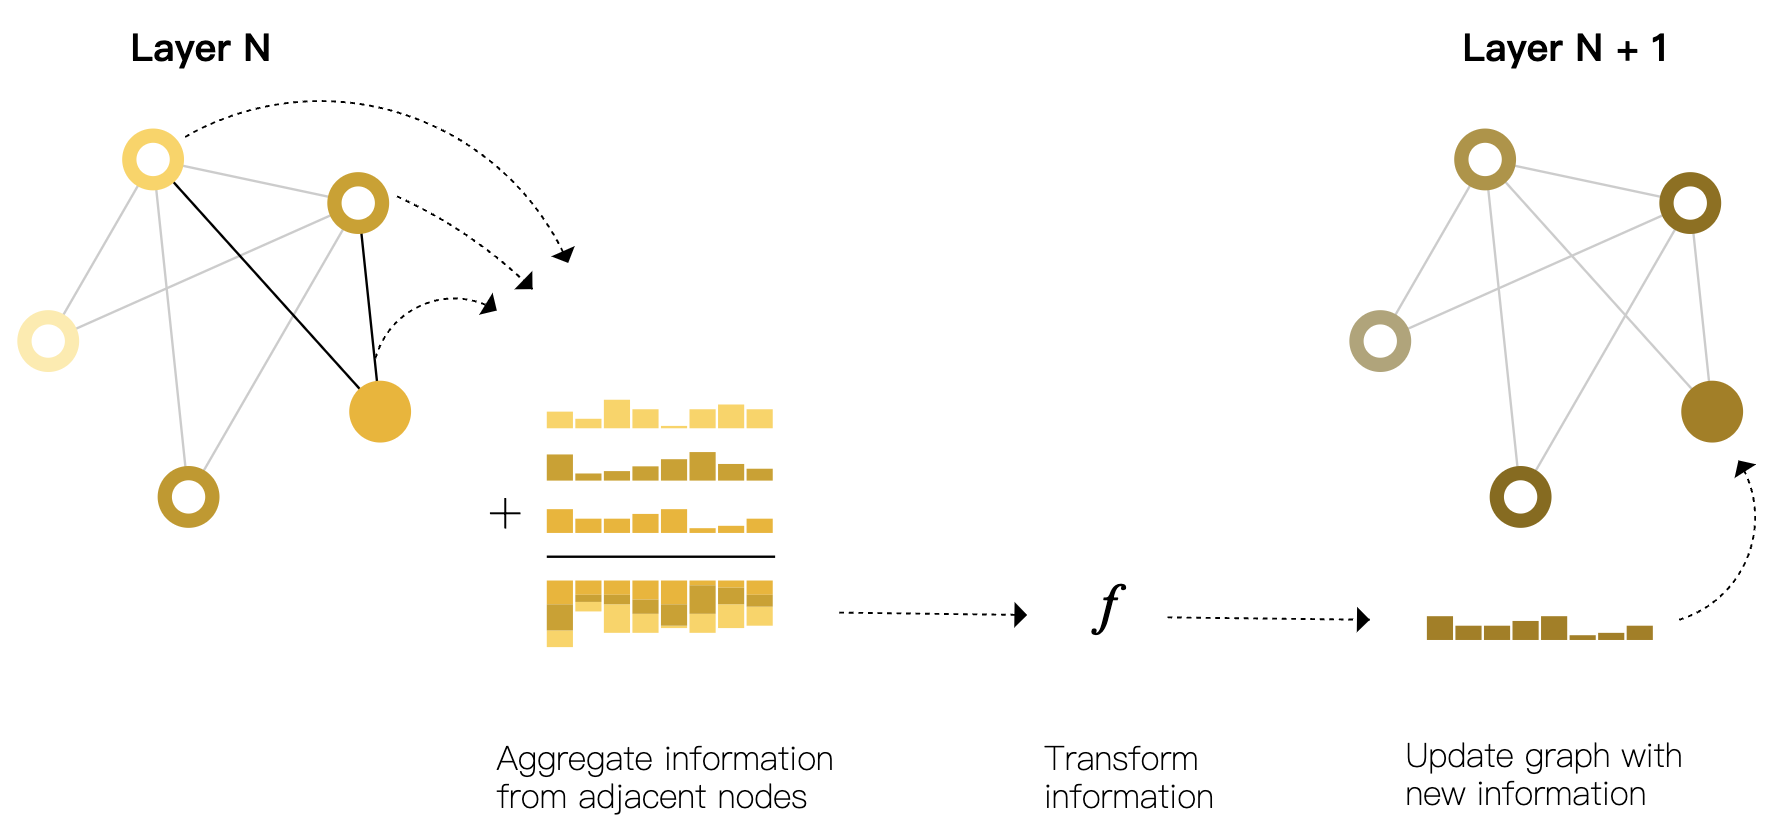 Layer N
Layer N + 1
+
f
Aggregate information
from adjacent nodes
Transform
information
Update graph with
new information